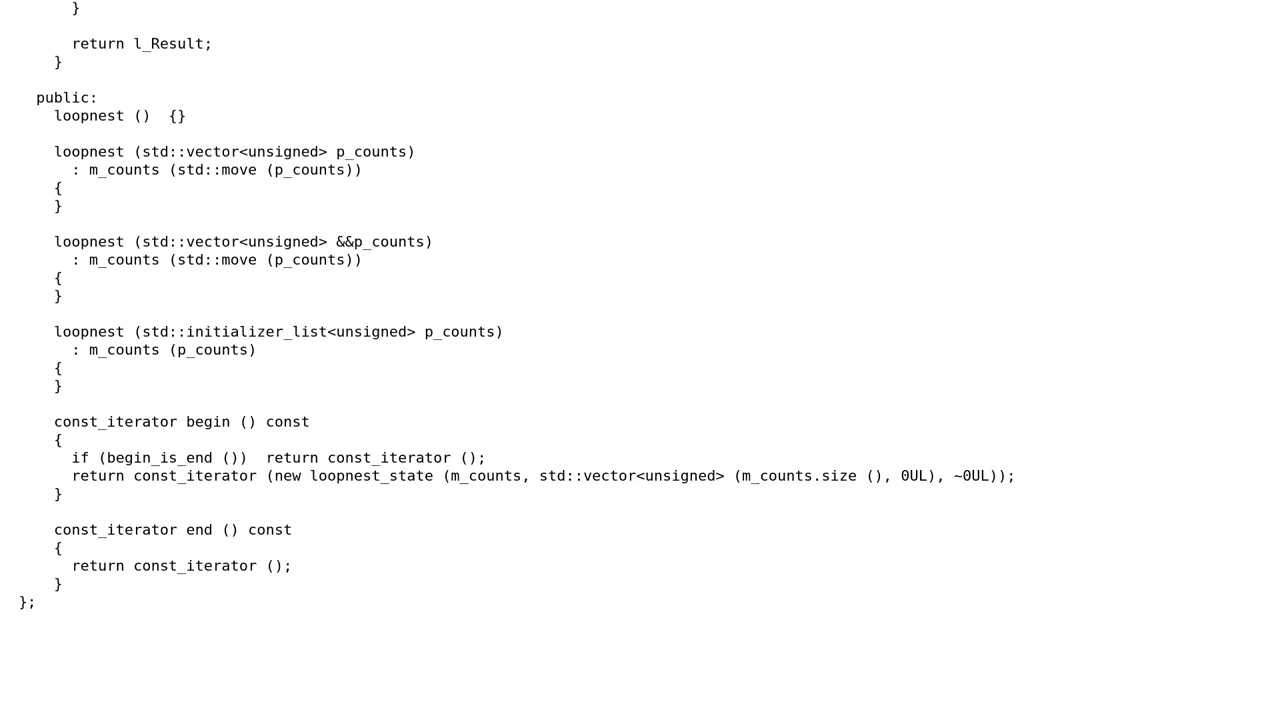 }

      return l_Result;
    }

  public:
    loopnest ()  {}

    loopnest (std::vector<unsigned> p_counts)
      : m_counts (std::move (p_counts))
    {
    }

    loopnest (std::vector<unsigned> &&p_counts)
      : m_counts (std::move (p_counts))
    {
    }

    loopnest (std::initializer_list<unsigned> p_counts)
      : m_counts (p_counts)
    {
    }

    const_iterator begin () const
    {
      if (begin_is_end ())  return const_iterator ();
      return const_iterator (new loopnest_state (m_counts, std::vector<unsigned> (m_counts.size (), 0UL), ~0UL));
    }

    const_iterator end () const
    {
      return const_iterator ();
    }
};